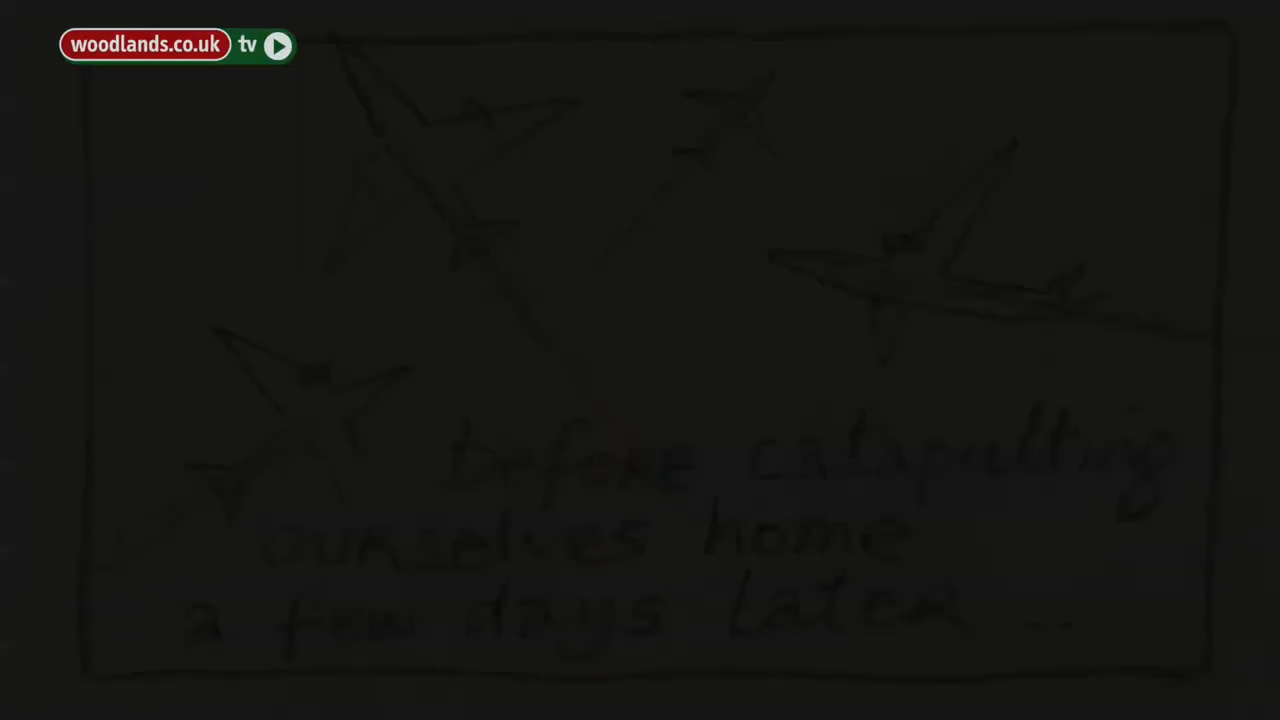 woodlands.co.uk tv
before catapulting
ourselves home
a few days later ...